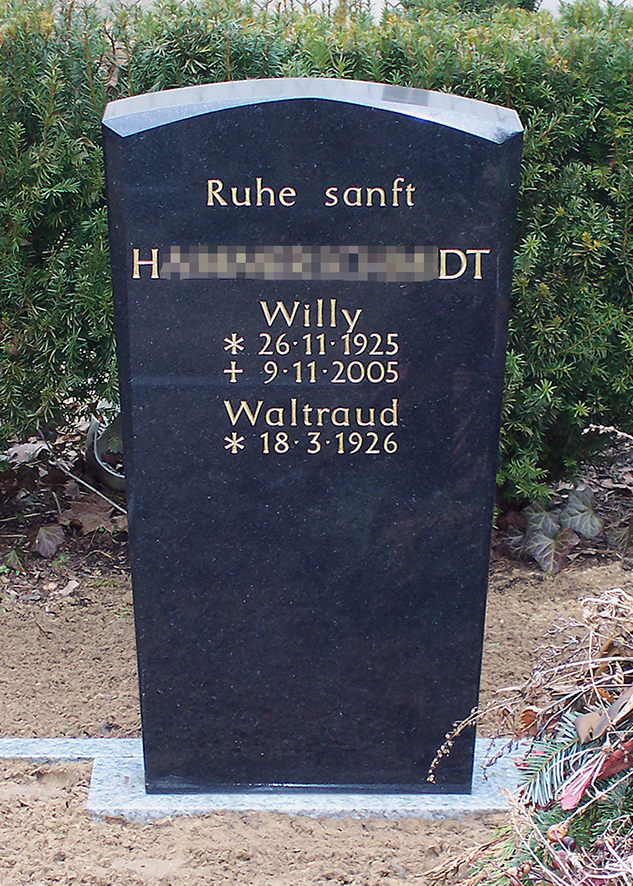 Ruhe sanft
Willy
* 26·11·1925
✝ 9·11·2005
Waltraud
* 18·3·1926